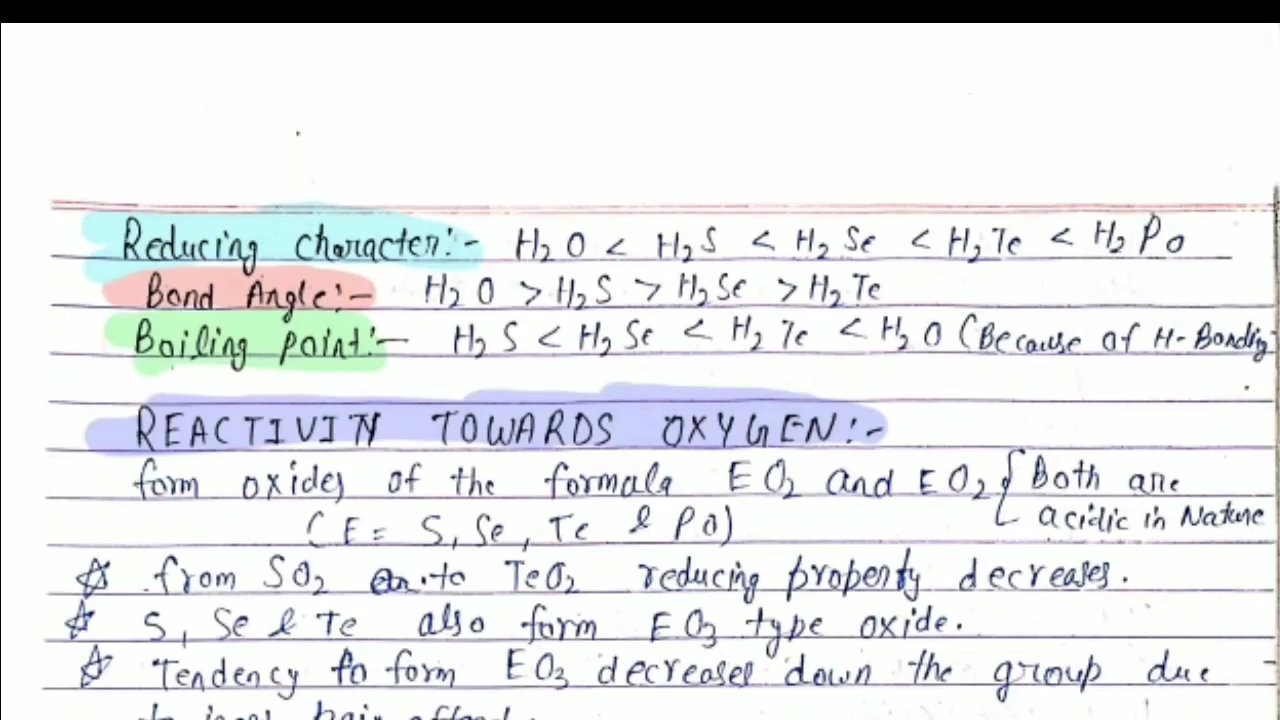 Reducing character:- H₂O < H₂S < H₂Se < H₂Te < H₂Po
Bond Angle:- H₂O > H₂S > H₂Se > H₂Te
Boiling point:- H₂S < H₂Se < H₂Te < H₂O (Because of H-Bonding
REACTIVITY TOWARDS OXYGEN:-
form oxides of the formula EO₂ and EO₂ { Both are
(E = S, Se, Te & Po) acidic in Nature
☆ from SO₂ to TeO₂ reducing property decreases.
☆ S, Se & Te also form EO₃ type oxide.
☆ Tendency to form EO₃ decreases down the group due
to